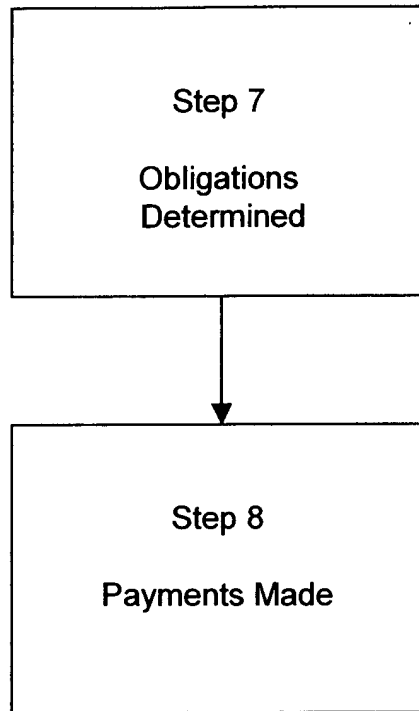 Step 7
Obligations
Determined
Step 8
Payments Made